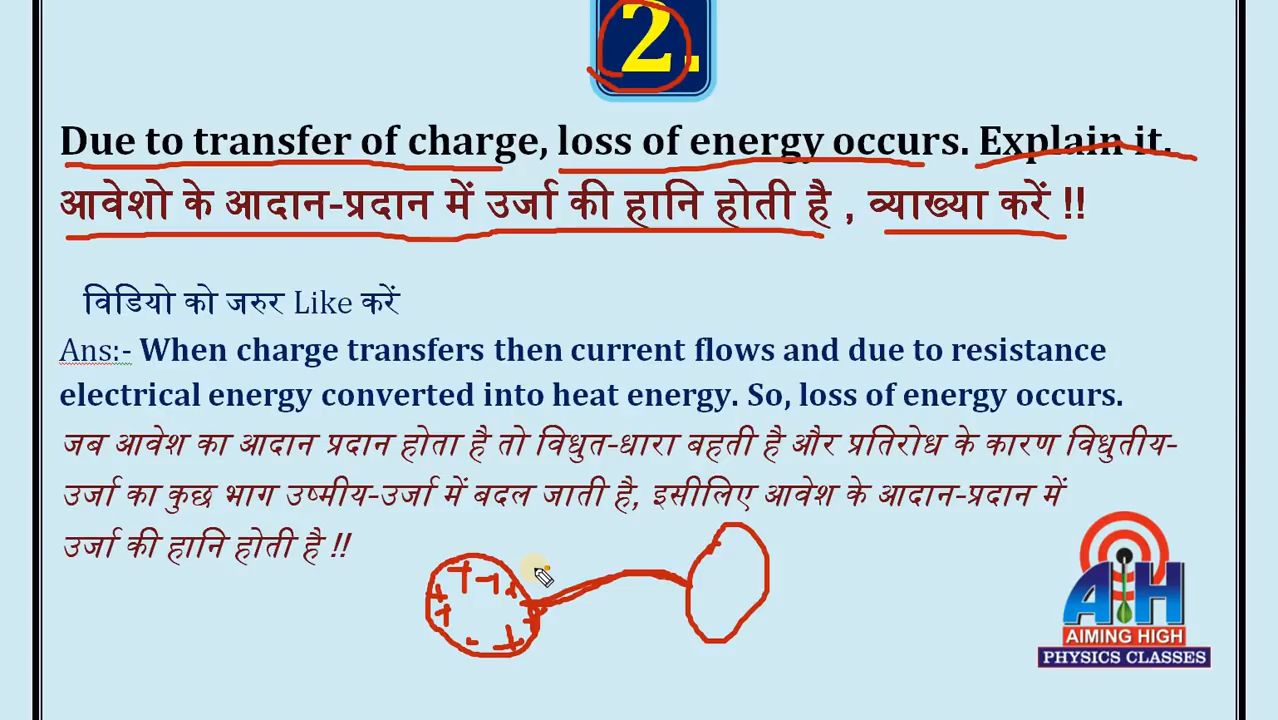 2.
Due to transfer of charge, loss of energy occurs. Explain it.
आवेशो के आदान-प्रदान में उर्जा की हानि होती है , व्याख्या करें !!
विडियो को जरुर Like करें
Ans:- When charge transfers then current flows and due to resistance
electrical energy converted into heat energy. So, loss of energy occurs.
जब आवेश का आदान प्रदान होता है तो विधुत-धारा बहती है और प्रतिरोध के कारण विधुतीय-
उर्जा का कुछ भाग उष्मीय-उर्जा में बदल जाती है, इसीलिए आवेश के आदान-प्रदान में
उर्जा की हानि होती है !!
AH
AIMING HIGH
PHYSICS CLASSES